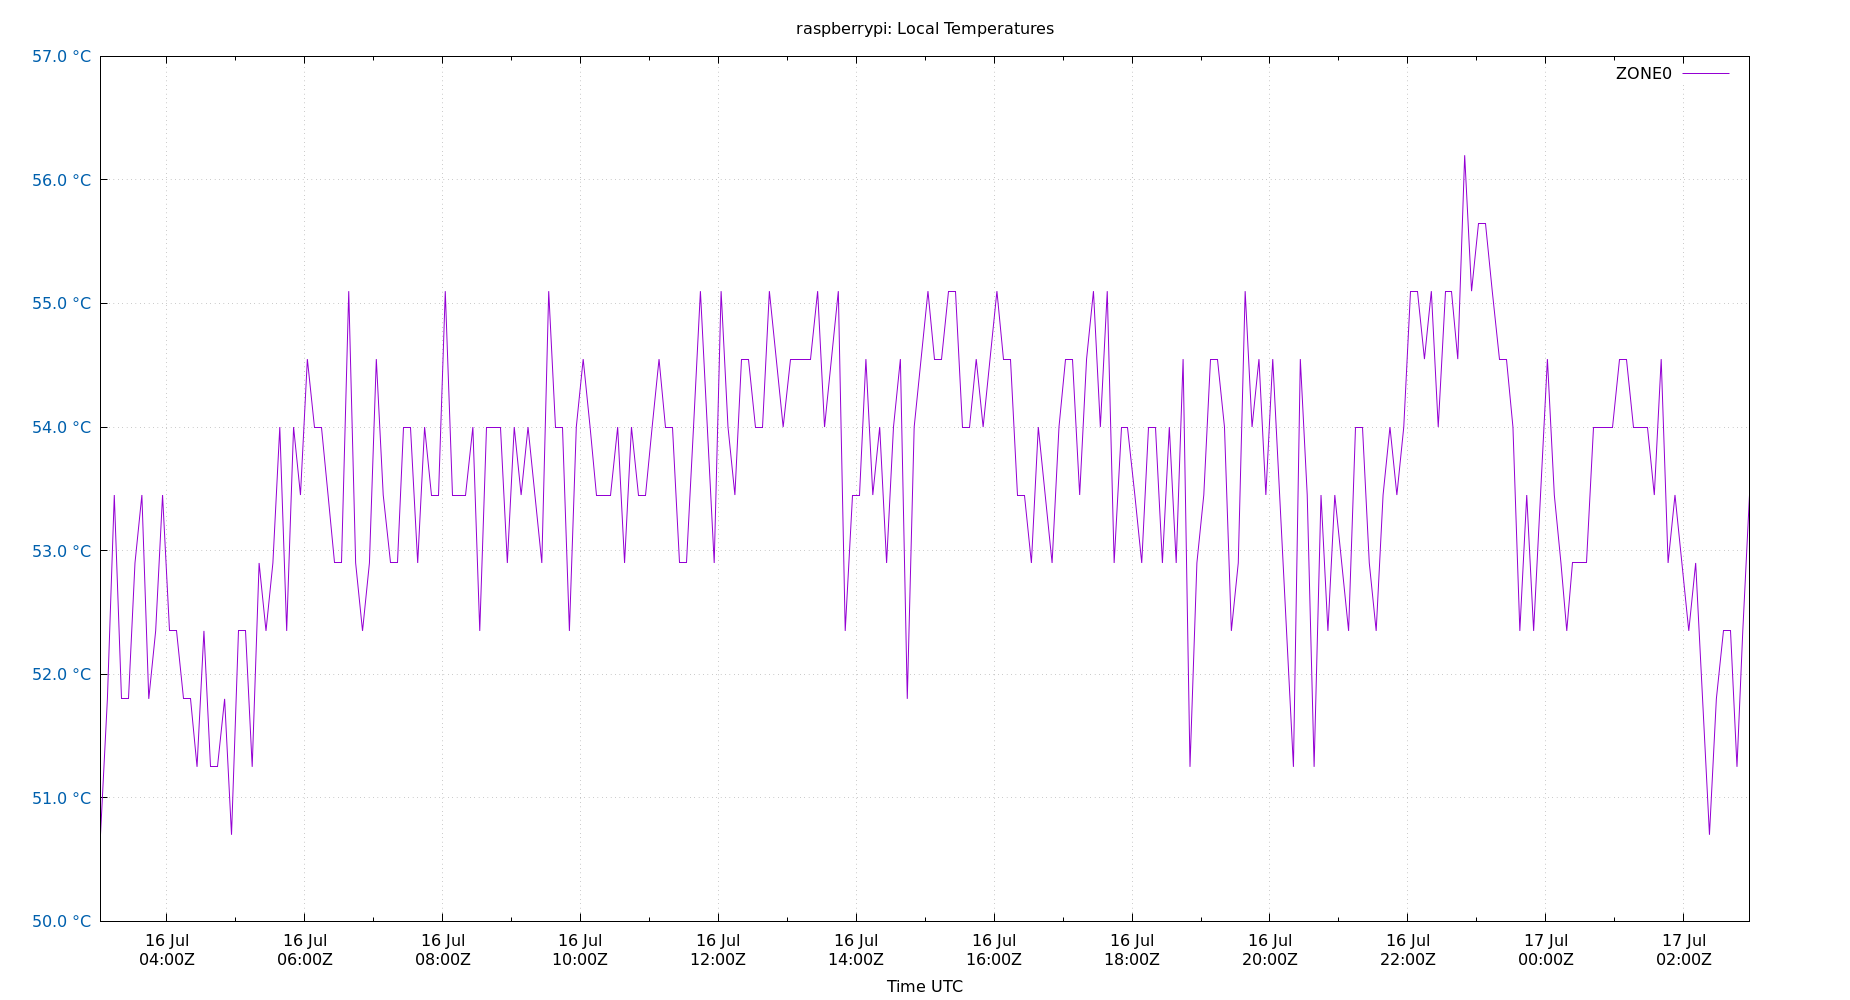 raspberrypi: Local Temperatures
57.0 °C
ZONE0
56.0 °C
55.0 °C
54.0 °C
53.0 °C
52.0 °C
51.0 °C
50.0 °C
16 Jul 16 Jul 16 Jul 16 Jul 16 Jul 16 Jul 16 Jul 16 Jul 16 Jul 16 Jul 17 Jul 17 Jul
04:00Z 06:00Z 08:00Z 10:00Z 12:00Z 14:00Z 16:00Z 18:00Z 20:00Z 22:00Z 00:00Z 02:00Z
Time UTC